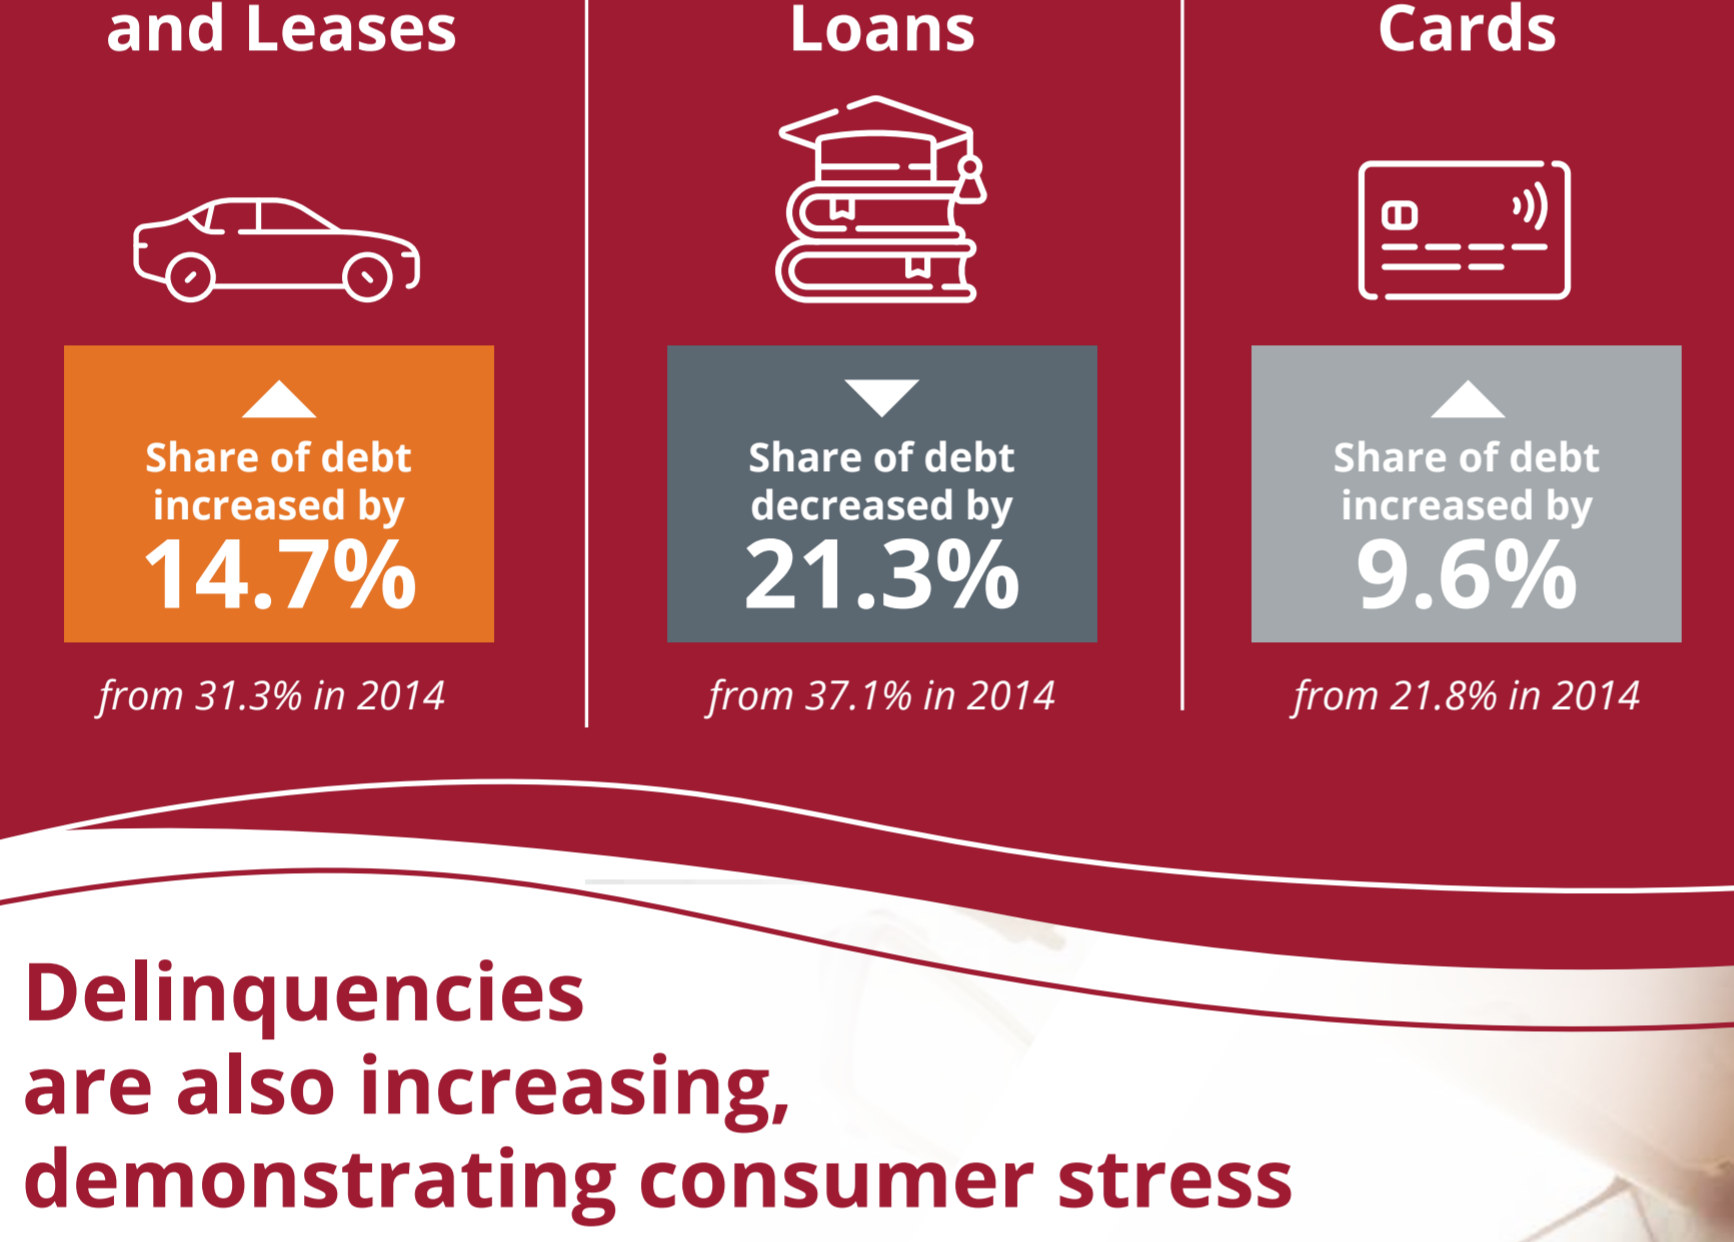 and Leases
Share of debt
increased by
14.7%
from 31.3% in 2014
Loans
Share of debt
decreased by
21.3%
from 37.1% in 2014
Cards
Share of debt
increased by
9.6%
from 21.8% in 2014
Delinquencies
are also increasing,
demonstrating consumer stress